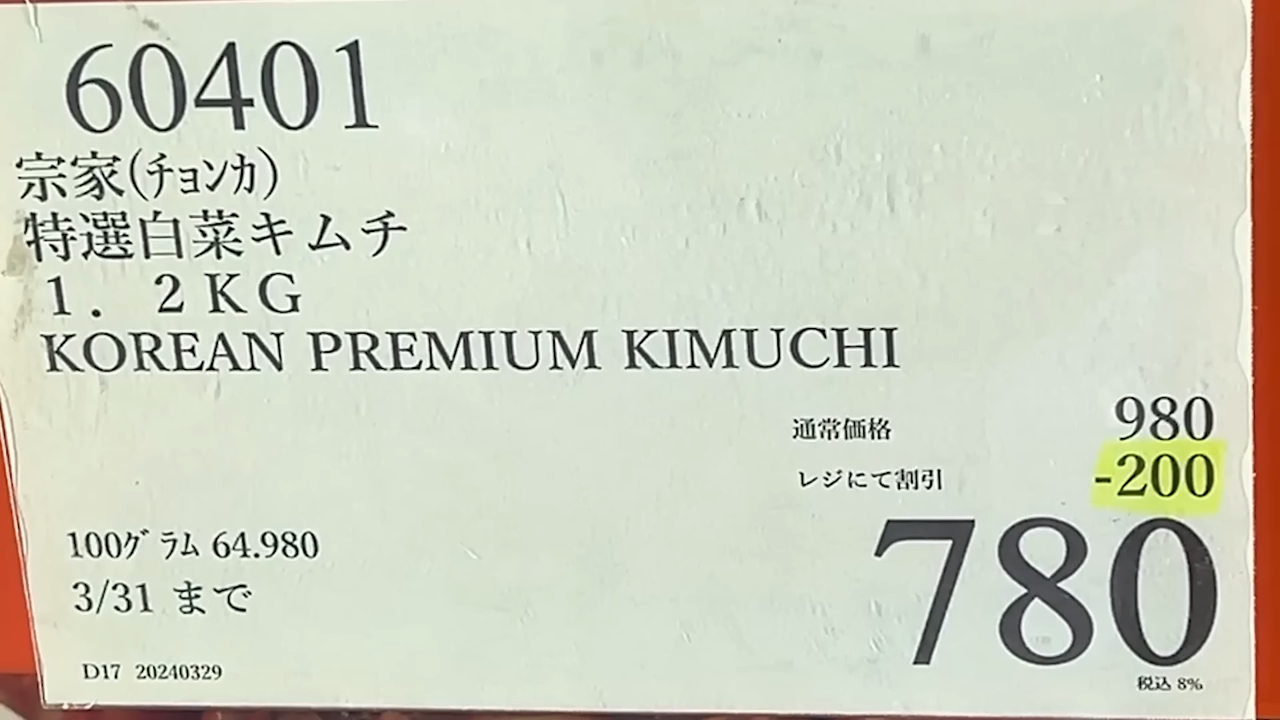 60401
宗家(ﾁｮﾝｶ)
特選白菜キムチ
１．２ＫＧ
KOREAN PREMIUM KIMUCHI
通常価格 980
レジにて割引 -200
780
100ｸﾞﾗﾑ 64.980
3/31 まで
D17 20240329
税込 8%